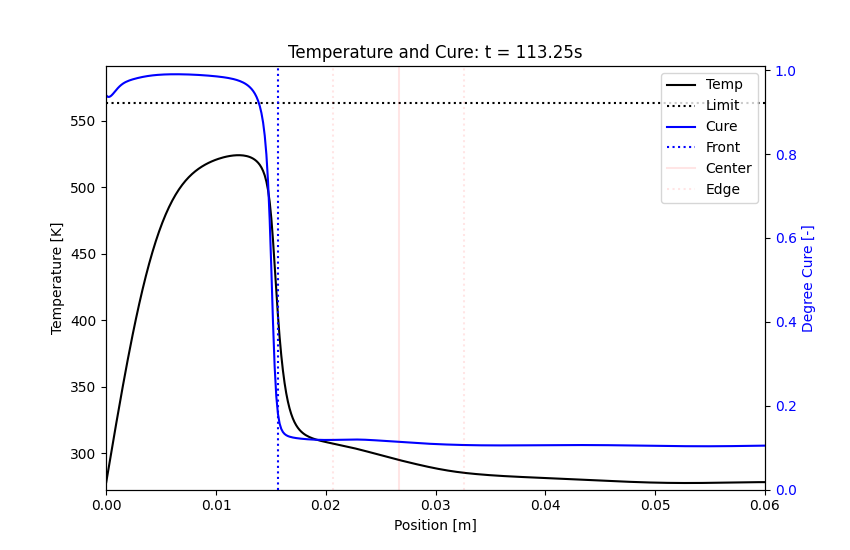 Temperature and Cure: t = 113.25s
Temp
Limit
Cure
Front
Center
Edge
550
500
450
400
350
300
Temperature [K]
1.0
0.8
0.6
0.4
0.2
0.0
Degree Cure [-]
0.00 0.01 0.02 0.03 0.04 0.05 0.06
Position [m]